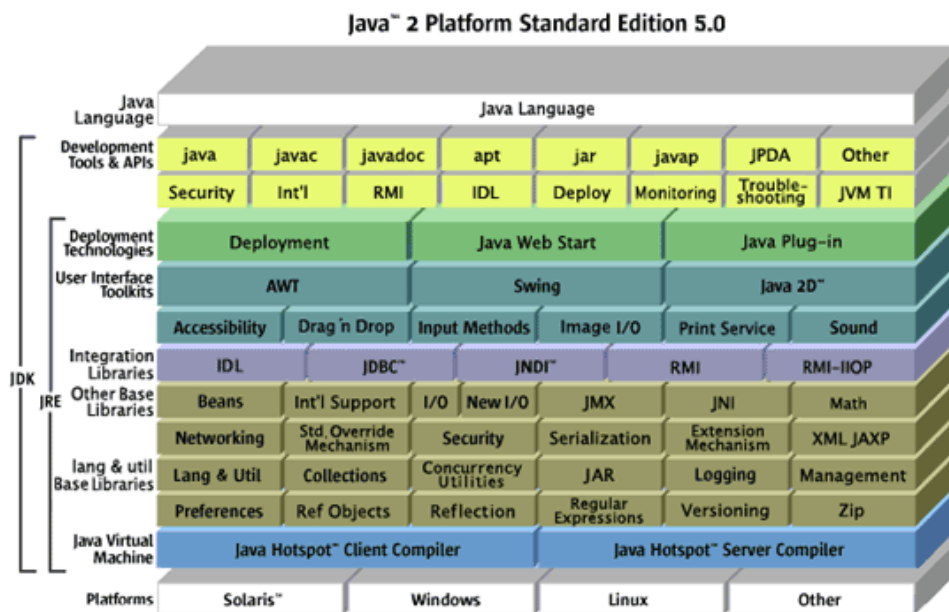 Java™ 2 Platform Standard Edition 5.0
Java
Language
Java Language
Development
Tools & APIs
java javac javadoc apt jar javap JPDA Other
Security Int'l RMI IDL Deploy Monitoring Trouble-
shooting JVM TI
Deployment
Technologies
Deployment Java Web Start Java Plug-in
User Interface
Toolkits
AWT Swing Java 2D™
Accessibility Drag 'n Drop Input Methods Image I/O Print Service Sound
Integration
Libraries
IDL JDBC™ JNDI™ RMI RMI-IIOP
JDK
JRE
Other Base
Libraries
Beans Int'l Support I/O New I/O JMX JNI Math
Networking Std. Override
Mechanism Security Serialization Extension
Mechanism XML JAXP
lang & util
Base Libraries
Lang & Util Collections Concurrency
Utilities JAR Logging Management
Preferences Ref Objects Reflection Regular
Expressions Versioning Zip
Java Virtual
Machine
Java Hotspot™ Client Compiler Java Hotspot™ Server Compiler
Platforms
Solaris™ Windows Linux Other